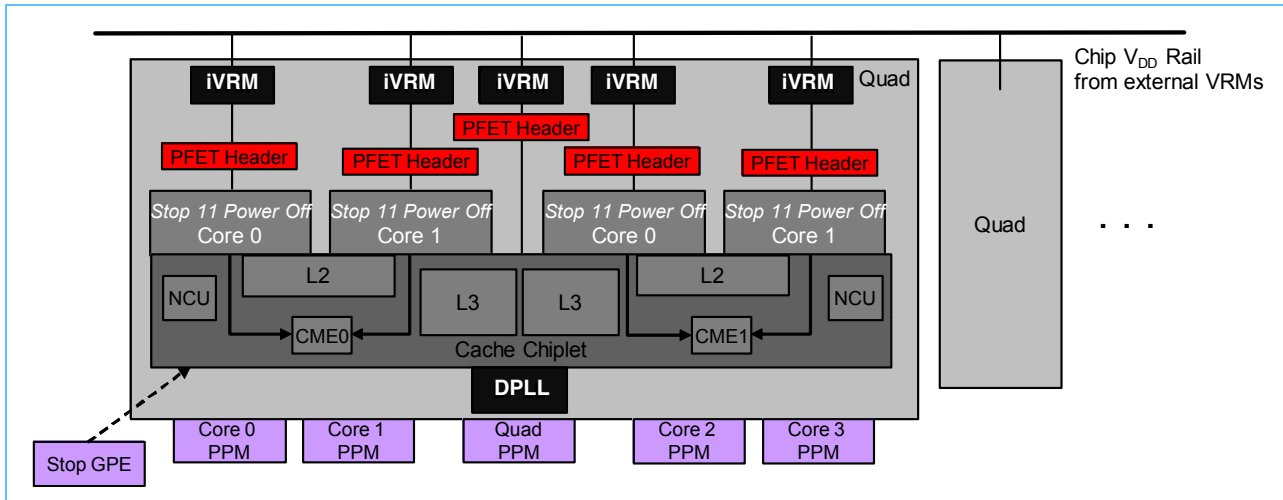 Chip VDD Rail
from external VRMs
Quad
iVRM
iVRM
iVRM
iVRM
iVRM
PFET Header
PFET Header
PFET Header
PFET Header
PFET Header
Stop 11 Power Off
Core 0
Stop 11 Power Off
Core 1
Stop 11 Power Off
Core 0
Stop 11 Power Off
Core 1
Quad
. . .
NCU
L2
L3
L3
L2
NCU
CME0
CME1
Cache Chiplet
DPLL
Core 0
PPM
Core 1
PPM
Quad
PPM
Core 2
PPM
Core 3
PPM
Stop GPE